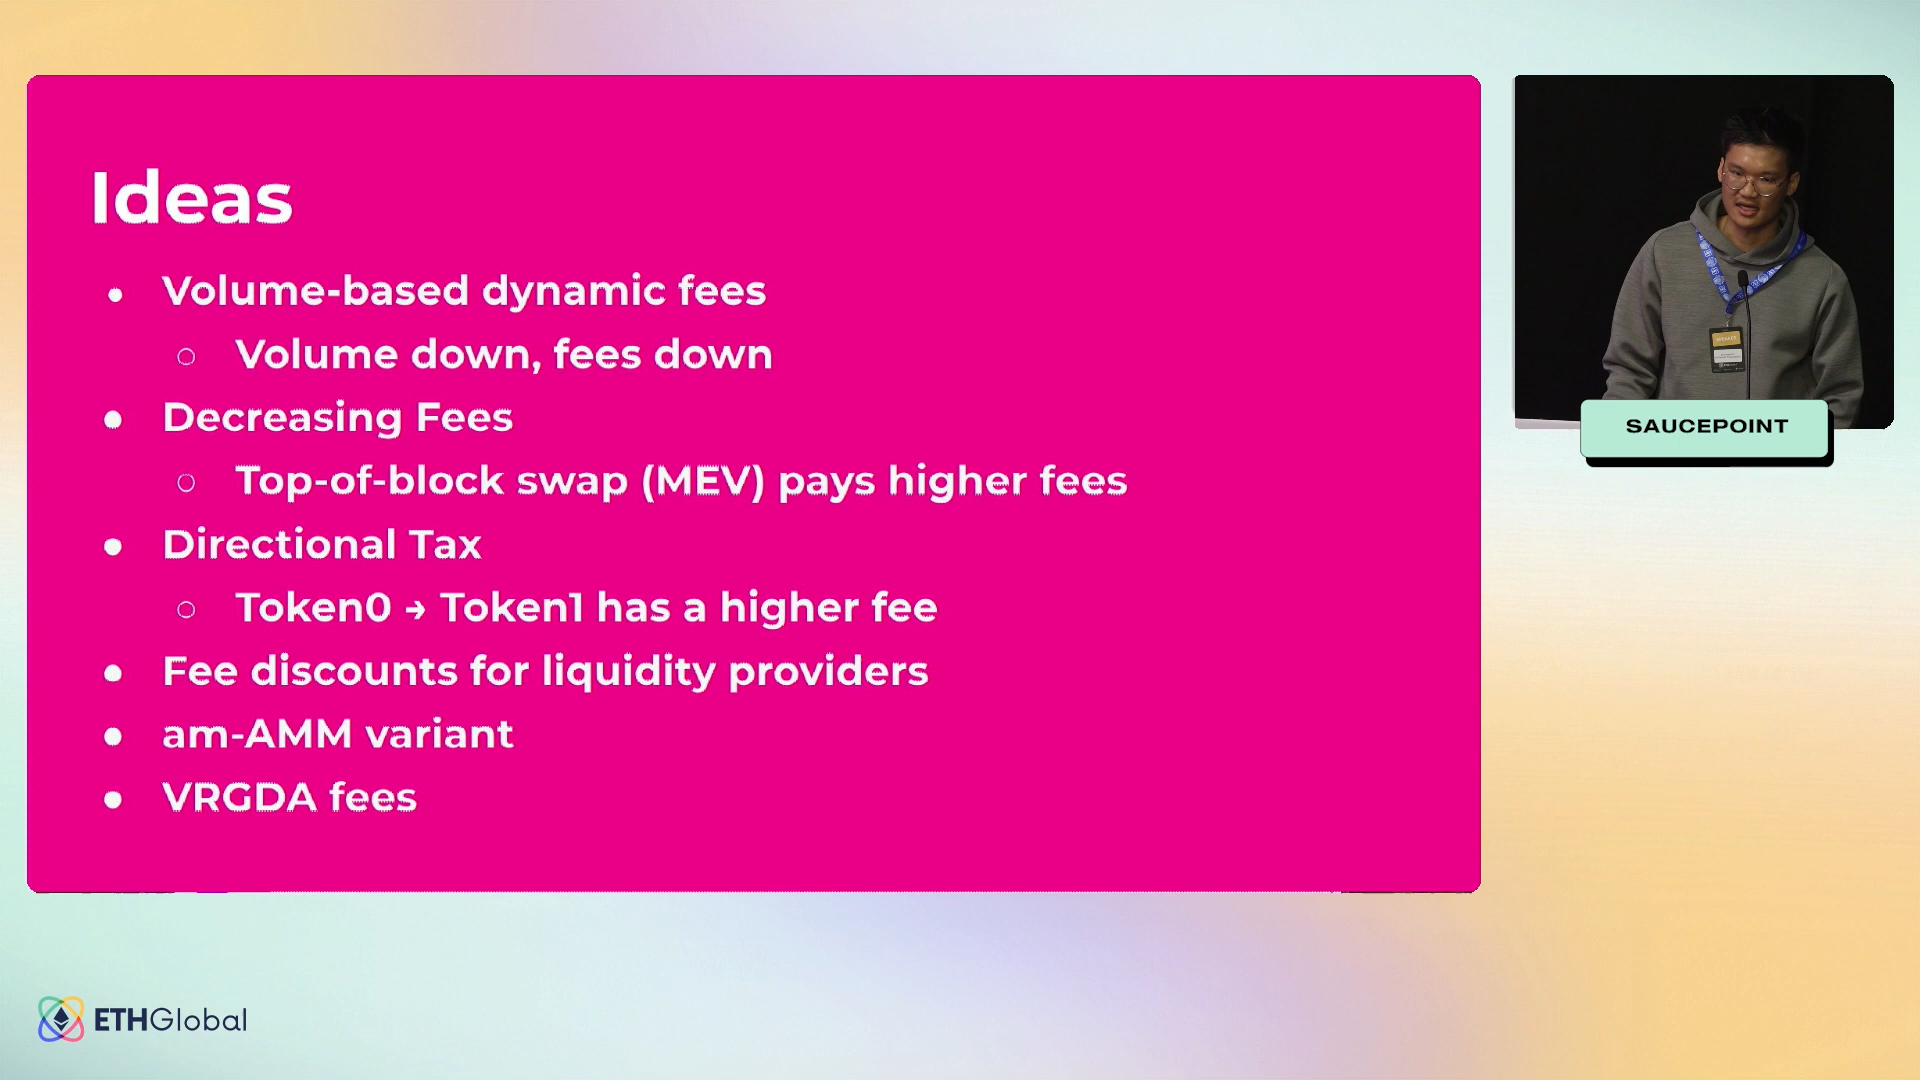 Ideas
Volume-based dynamic fees
Volume down, fees down
Decreasing Fees
Top-of-block swap (MEV) pays higher fees
Directional Tax
Token0 → Token1 has a higher fee
Fee discounts for liquidity providers
am-AMM variant
VRGDA fees
SAUCEPOINT
ETHGlobal